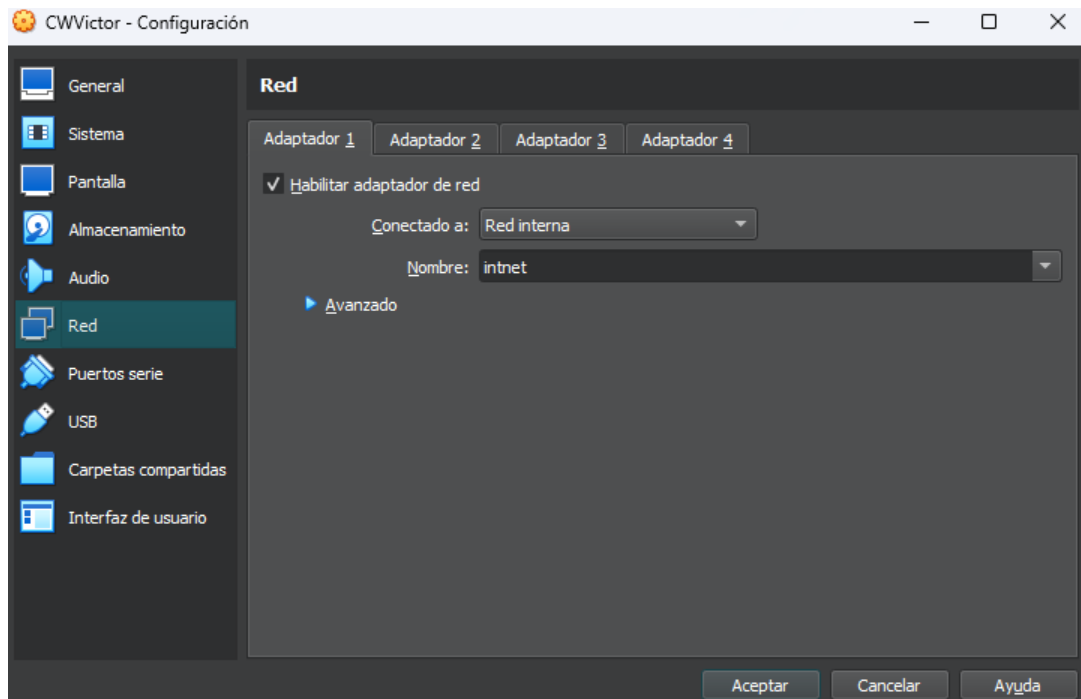 CWVictor - Configuración
General
Sistema
Pantalla
Almacenamiento
Audio
Red
Puertos serie
USB
Carpetas compartidas
Interfaz de usuario
Red
Adaptador 1 Adaptador 2 Adaptador 3 Adaptador 4
Habilitar adaptador de red
Conectado a: Red interna
Nombre: intnet
Avanzado
Aceptar Cancelar Ayuda